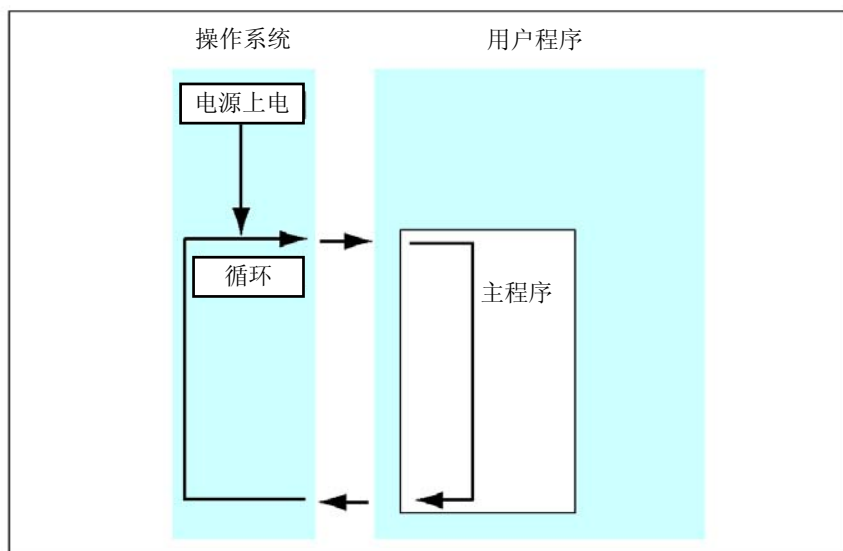 操作系统
用户程序
电源上电
循环
主程序